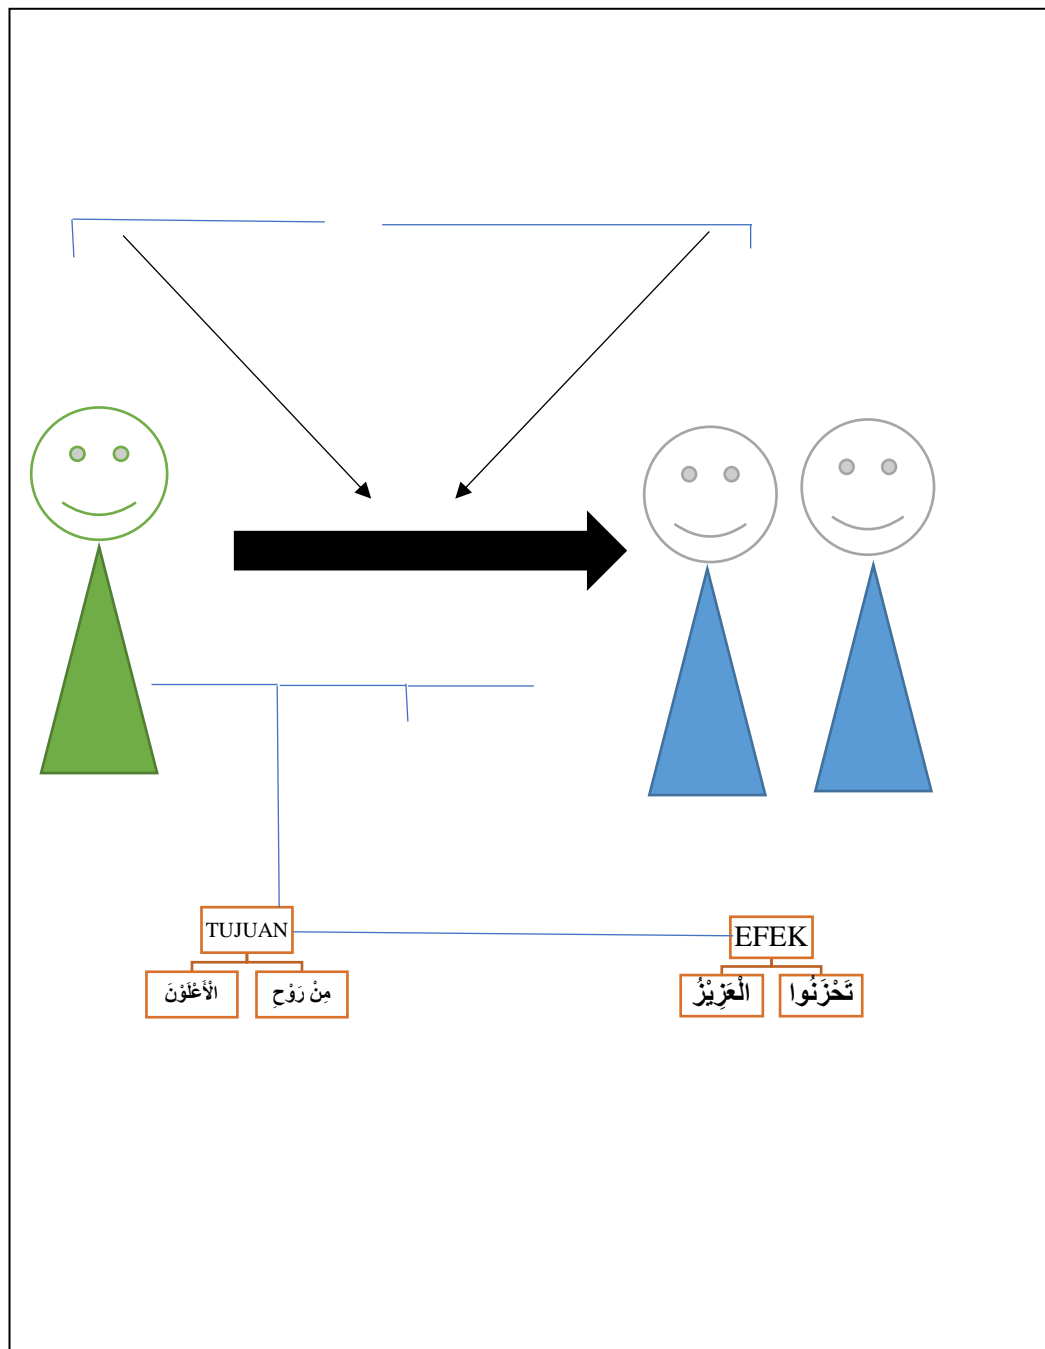 TUJUAN
EFEK
الْأَعْلَوْنَ
مِنْ رَوْحِ
الْعَزِيْزُ
تَحْزَنُوا